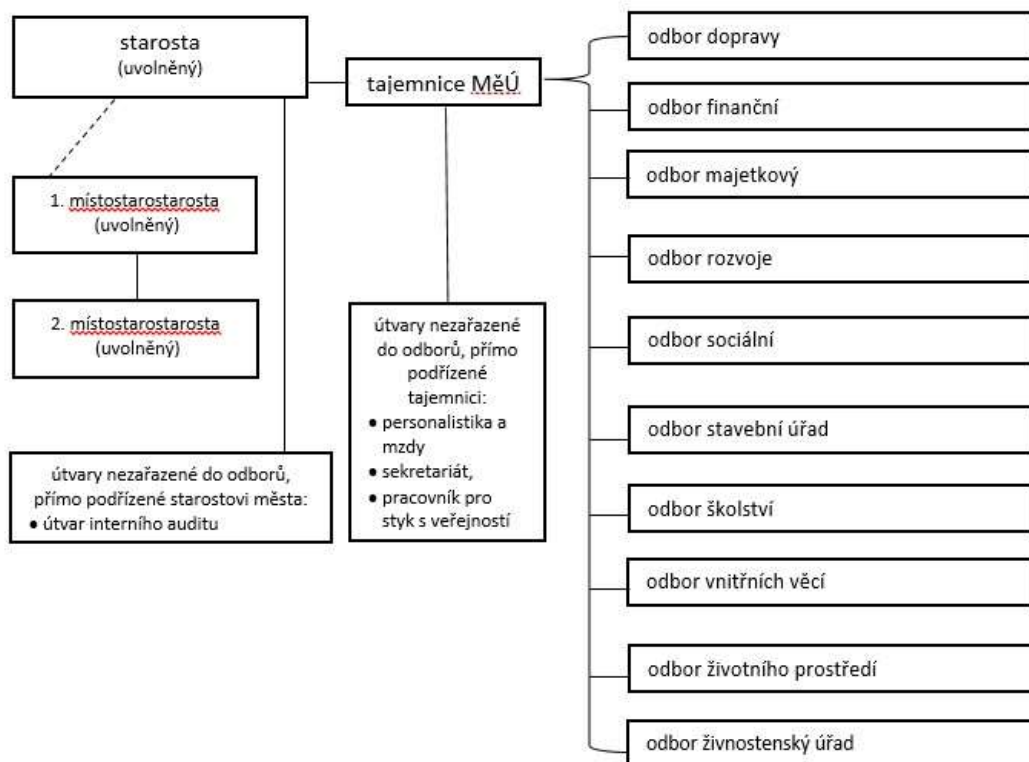 starosta
(uvolněný)
tajemnice MěÚ
1. místostarostarosta
(uvolněný)
2. místostarostarosta
(uvolněný)
útvary nezařazené do odborů,
přímo podřízené starostovi města:
• útvar interního auditu
útvary nezařazené
do odborů, přímo
podřízené
tajemnici:
• personalistika a
mzdy
• sekretariát,
• pracovník pro
styk s veřejností
odbor dopravy
odbor finanční
odbor majetkový
odbor rozvoje
odbor sociální
odbor stavební úřad
odbor školství
odbor vnitřních věcí
odbor životního prostředí
odbor živnostenský úřad